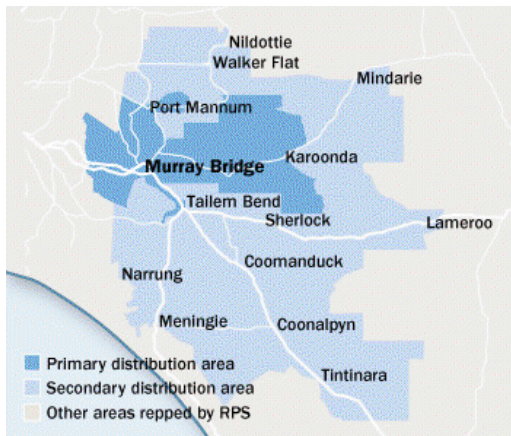 Nildottie
Walker Flat
Mindarie
Port Mannum
Karoonda
Murray Bridge
Tailem Bend
Sherlock
Lameroo
Coomanduck
Narrung
Meningie
Coonalpyn
Tintinara
Primary distribution area
Secondary distribution area
Other areas repped by RPS